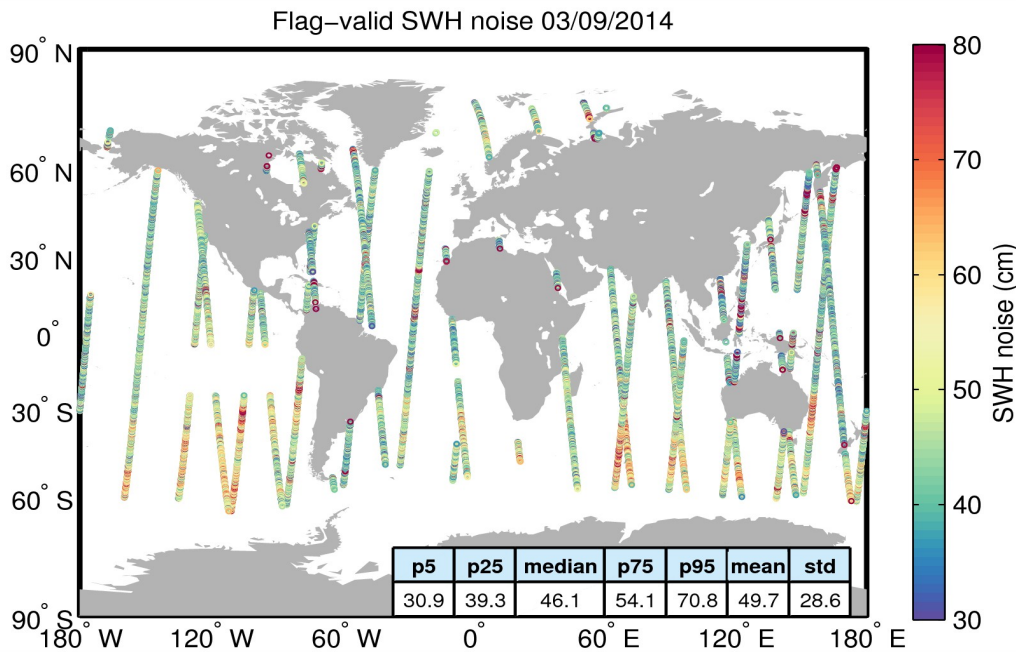 Flag−valid SWH noise 03/09/2014
90° N
60° N
30° N
0°
30° S
60° S
90° S
180° W
120° W
60° W
0°
60° E
120° E
180° E
p5 p25 median p75 p95 mean std
30.9 39.3 46.1 54.1 70.8 49.7 28.6
80
70
60
50
40
30
SWH noise (cm)